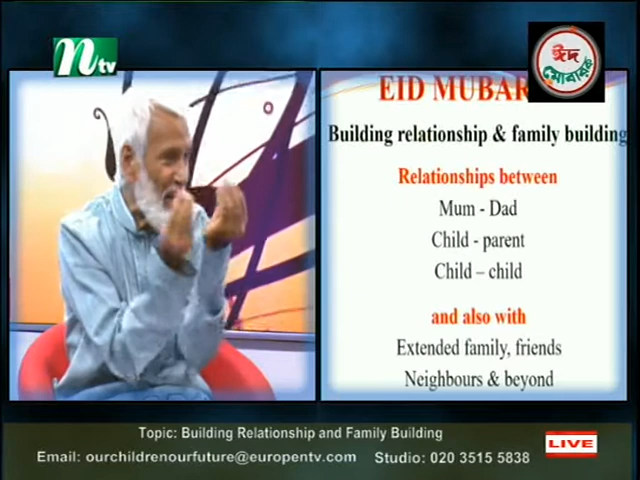 Ntv
ঈদ
মোবারক
EID MUBAR
Building relationship & family building
Relationships between
Mum - Dad
Child - parent
Child – child
and also with
Extended family, friends
Neighbours & beyond
Topic: Building Relationship and Family Building
LIVE
Email: ourchildrenourfuture@europentv.com Studio: 020 3515 5838